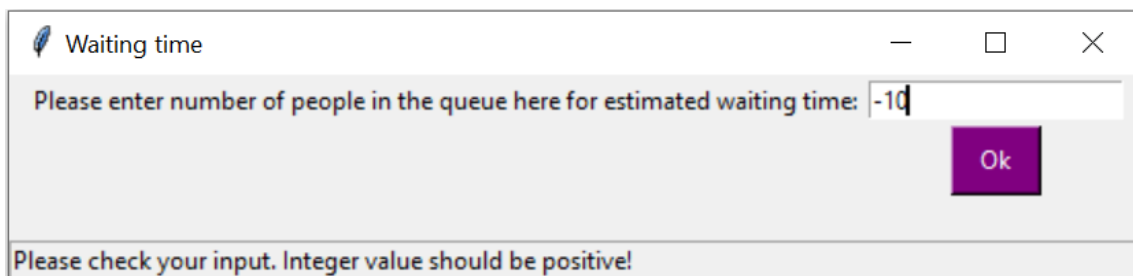 Waiting time
Please enter number of people in the queue here for estimated waiting time: -10
Ok
Please check your input. Integer value should be positive!